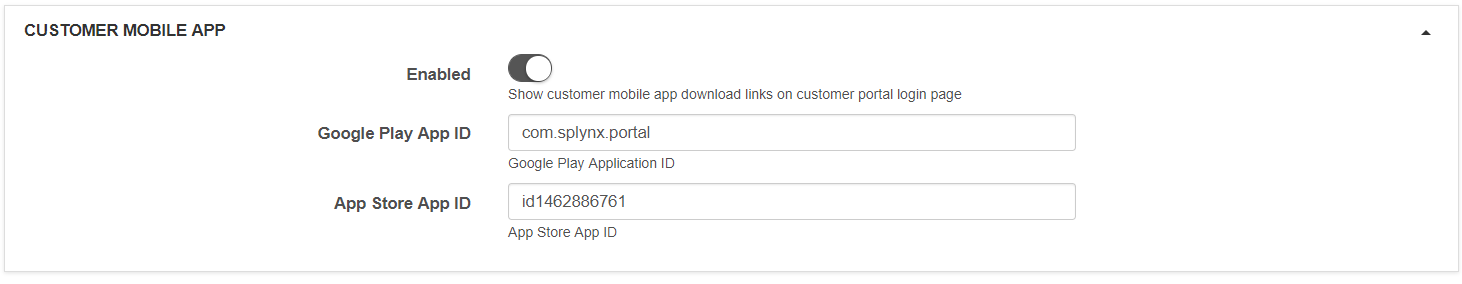 CUSTOMER MOBILE APP
Enabled
Show customer mobile app download links on customer portal login page
Google Play App ID
com.splynx.portal
Google Play Application ID
App Store App ID
id1462886761
App Store App ID